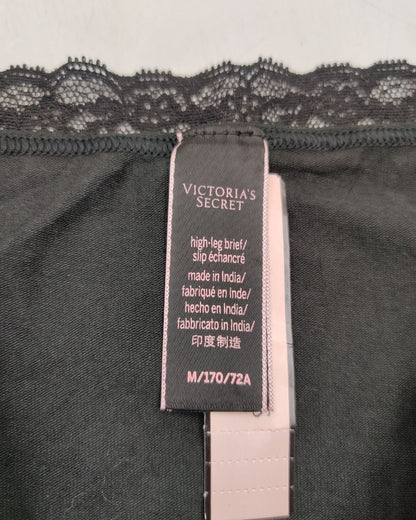 VICTORIA'S
SECRET
high-leg brief/
slip échancré
made in India/
fabriqué en Inde/
hecho en India/
fabbricato in India/
印度制造
M/170/72A